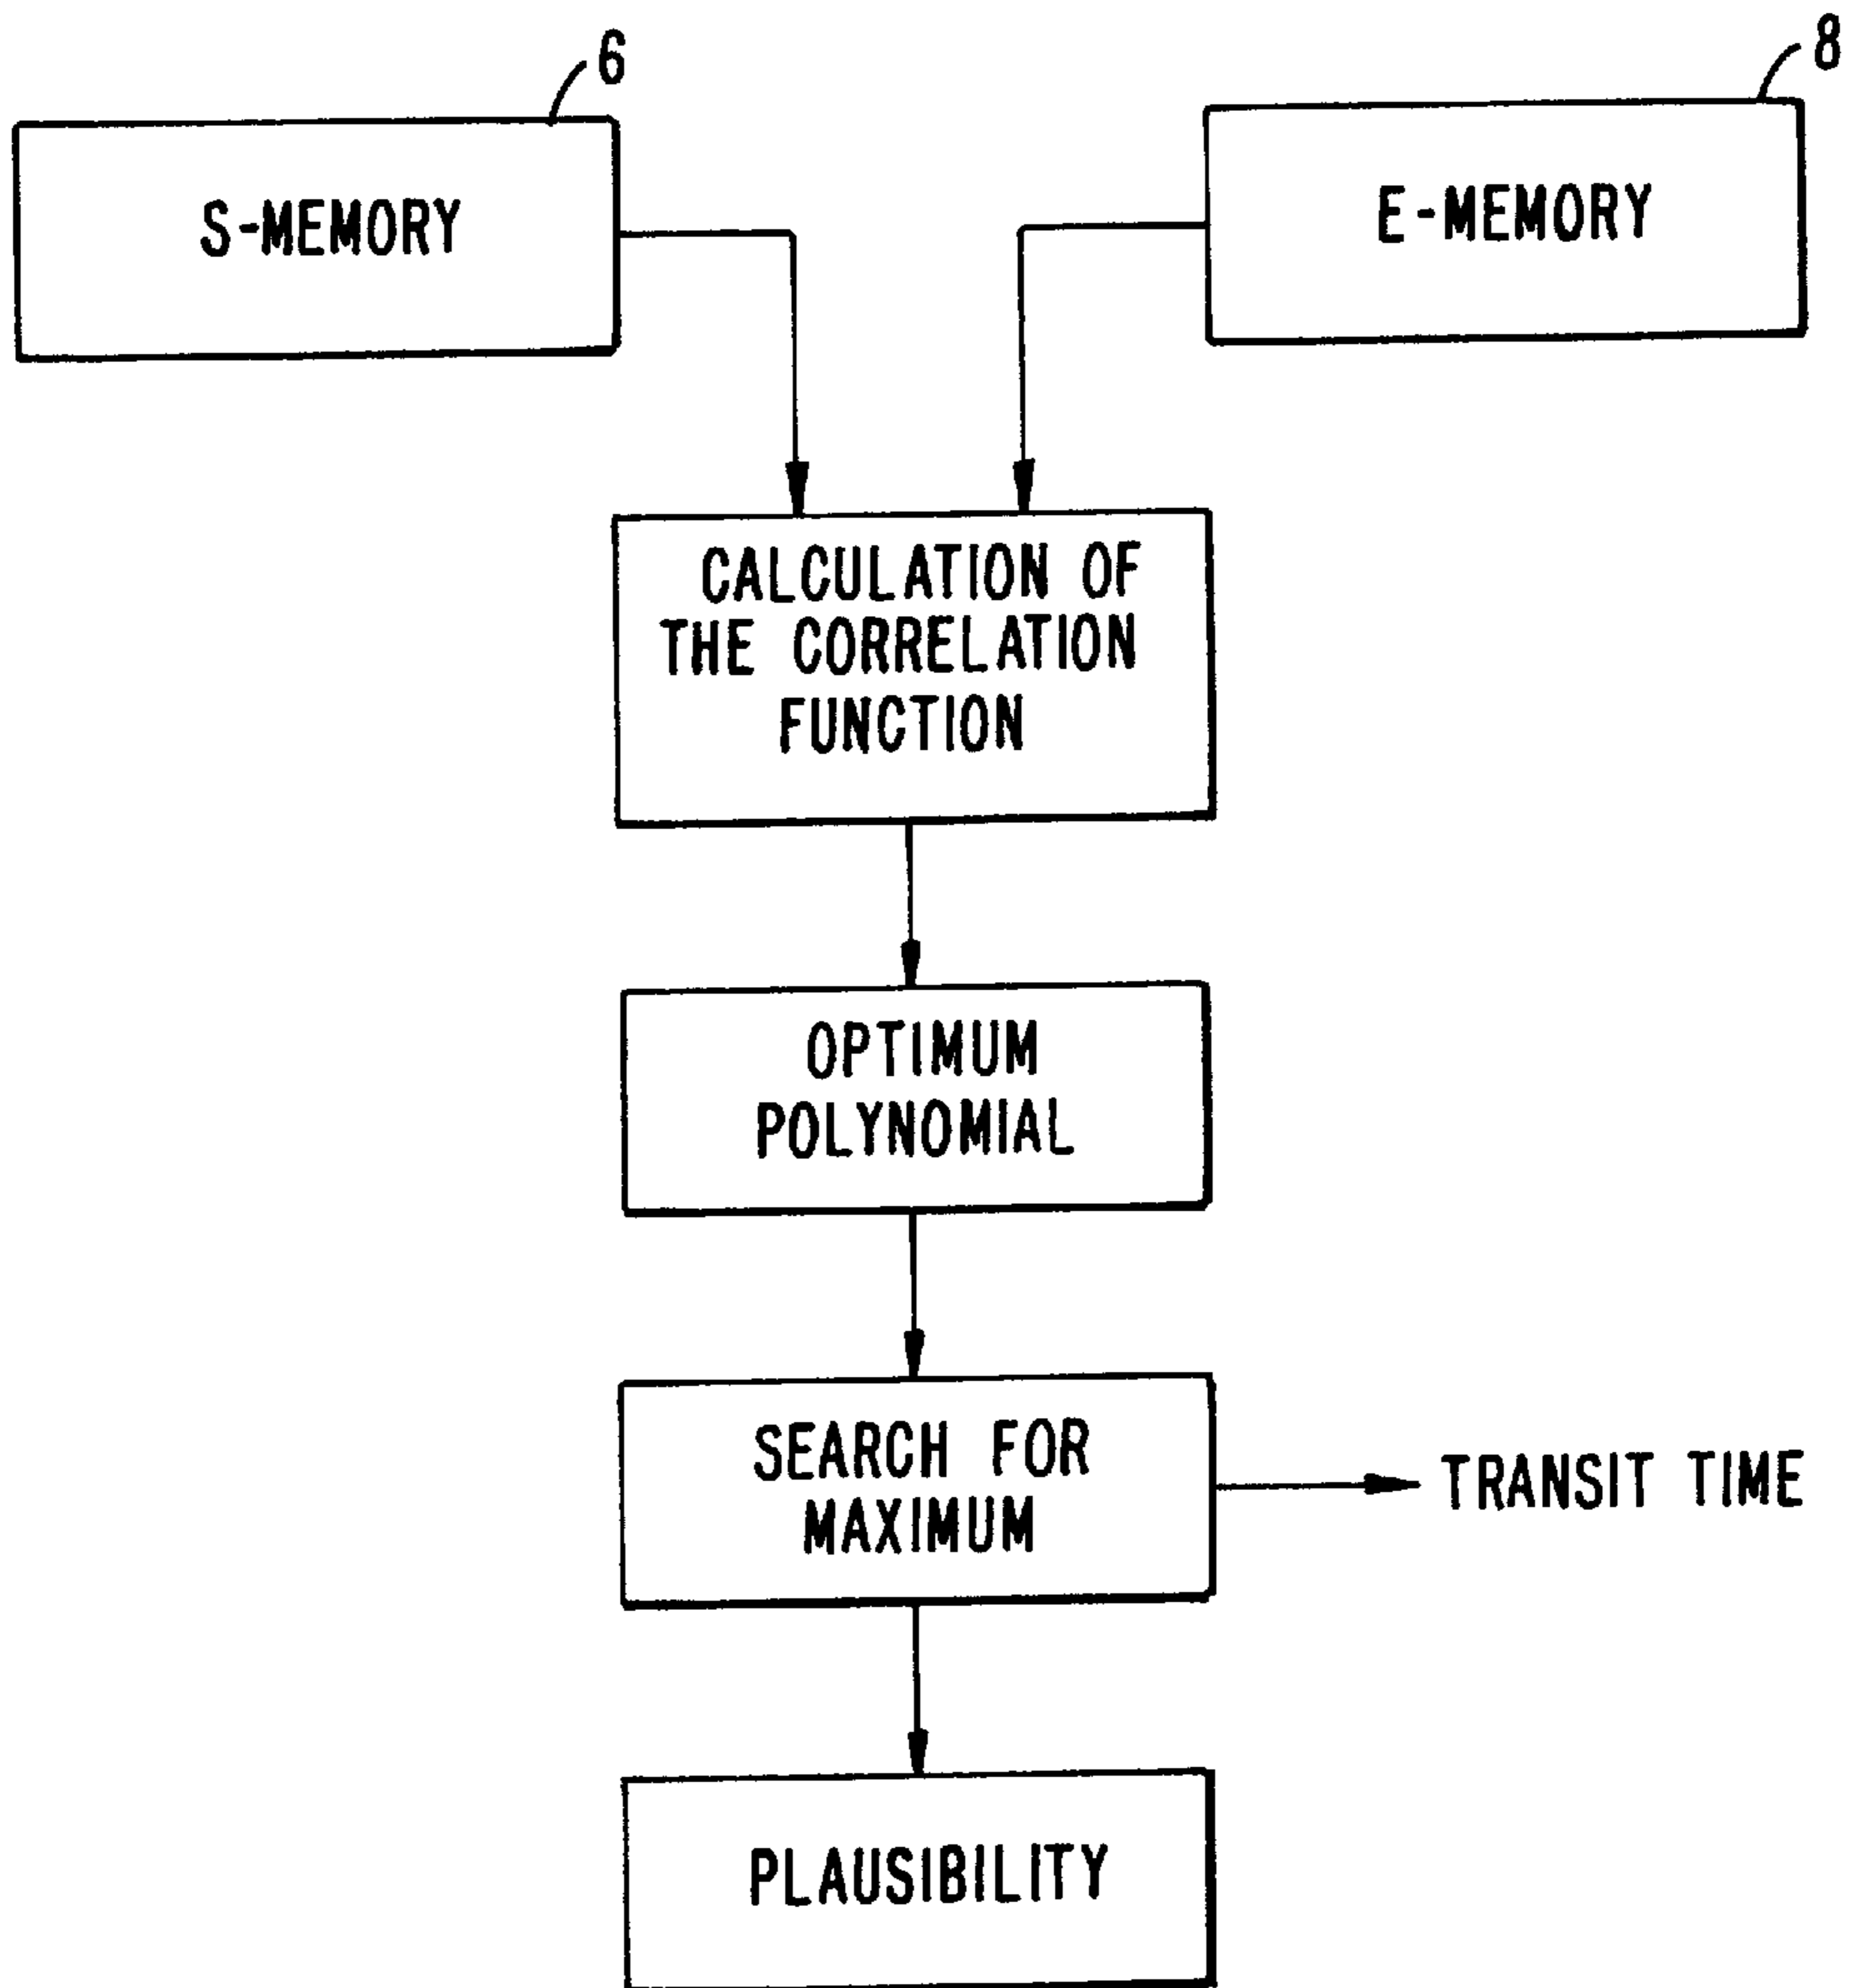 6
8
S-MEMORY
E-MEMORY
CALCULATION OF
THE CORRELATION
FUNCTION
OPTIMUM
POLYNOMIAL
SEARCH FOR
MAXIMUM
TRANSIT TIME
PLAUSIBILITY